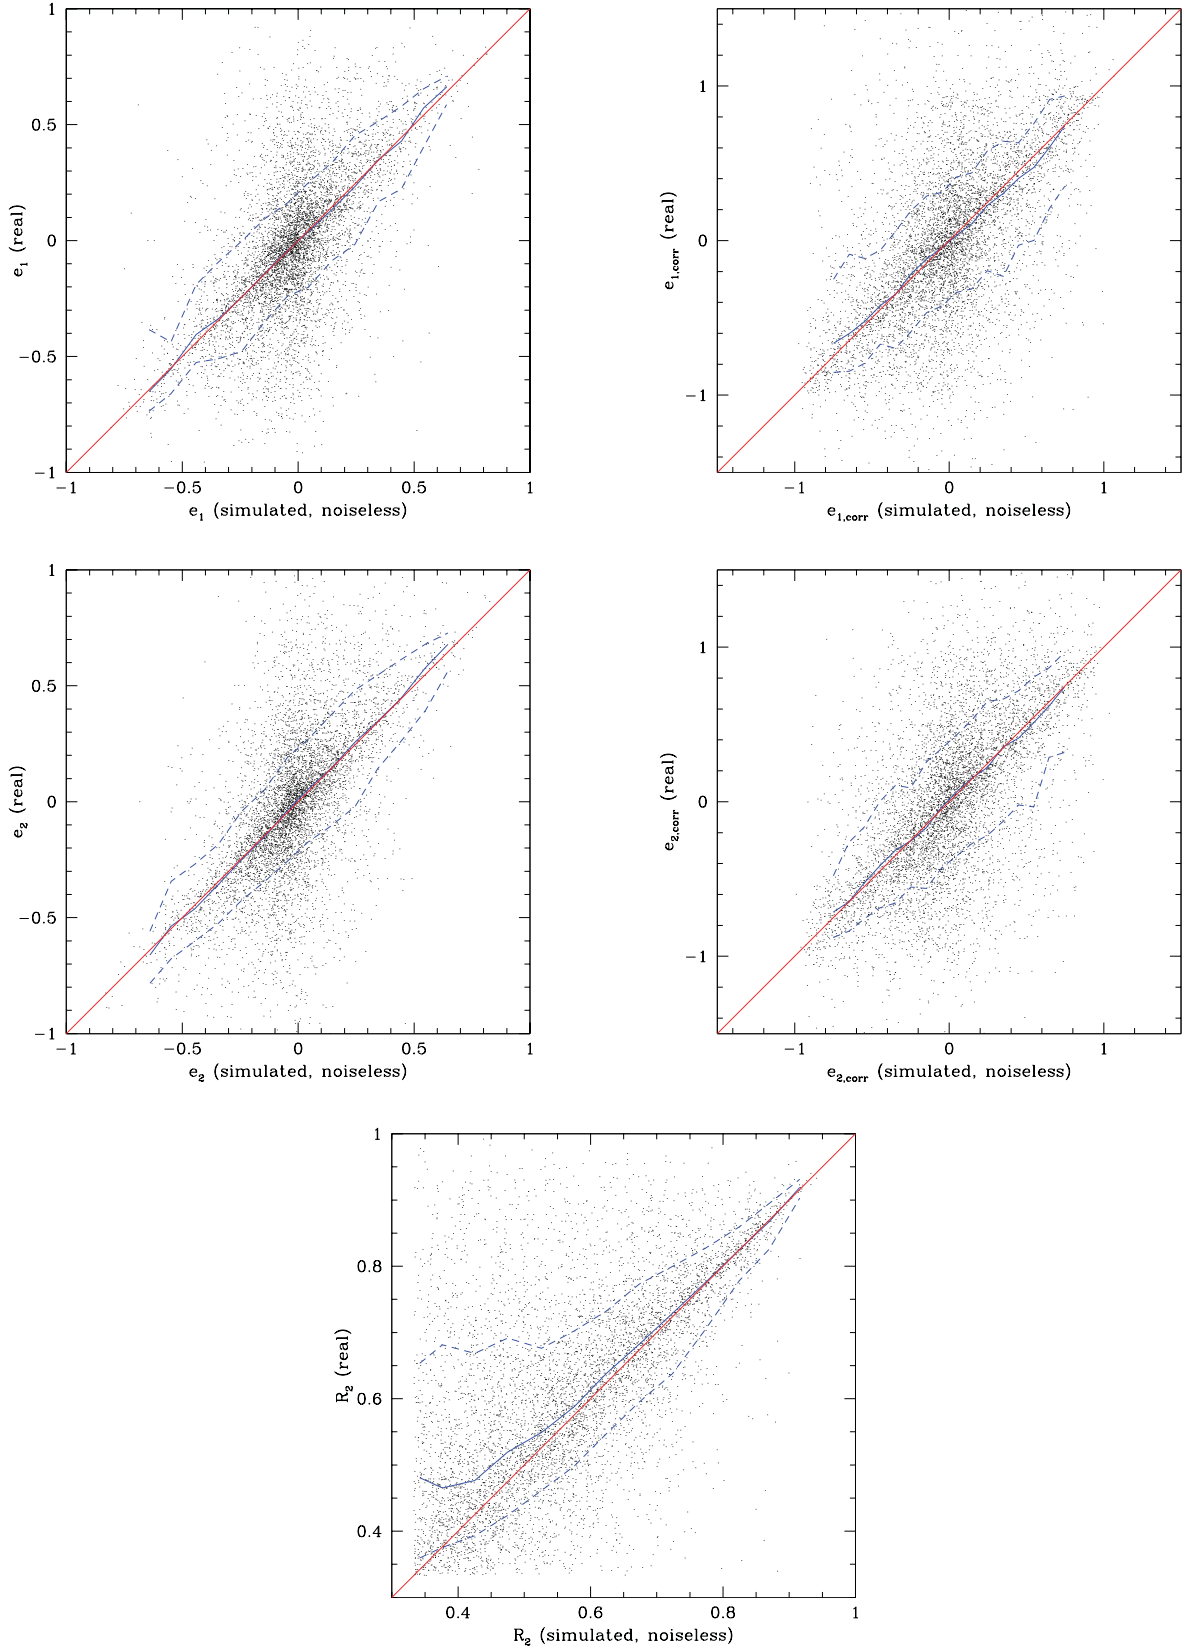 1
0.5
0
−0.5
−1
e1 (real)
−1 −0.5 0 0.5 1
e1 (simulated, noiseless)
1
0
−1
e1,corr (real)
−1 0 1
e1,corr (simulated, noiseless)
1
0.5
0
−0.5
−1
e2 (real)
−1 −0.5 0 0.5 1
e2 (simulated, noiseless)
1
0
−1
e2,corr (real)
−1 0 1
e2,corr (simulated, noiseless)
1
0.8
0.6
0.4
R2 (real)
0.4 0.6 0.8 1
R2 (simulated, noiseless)